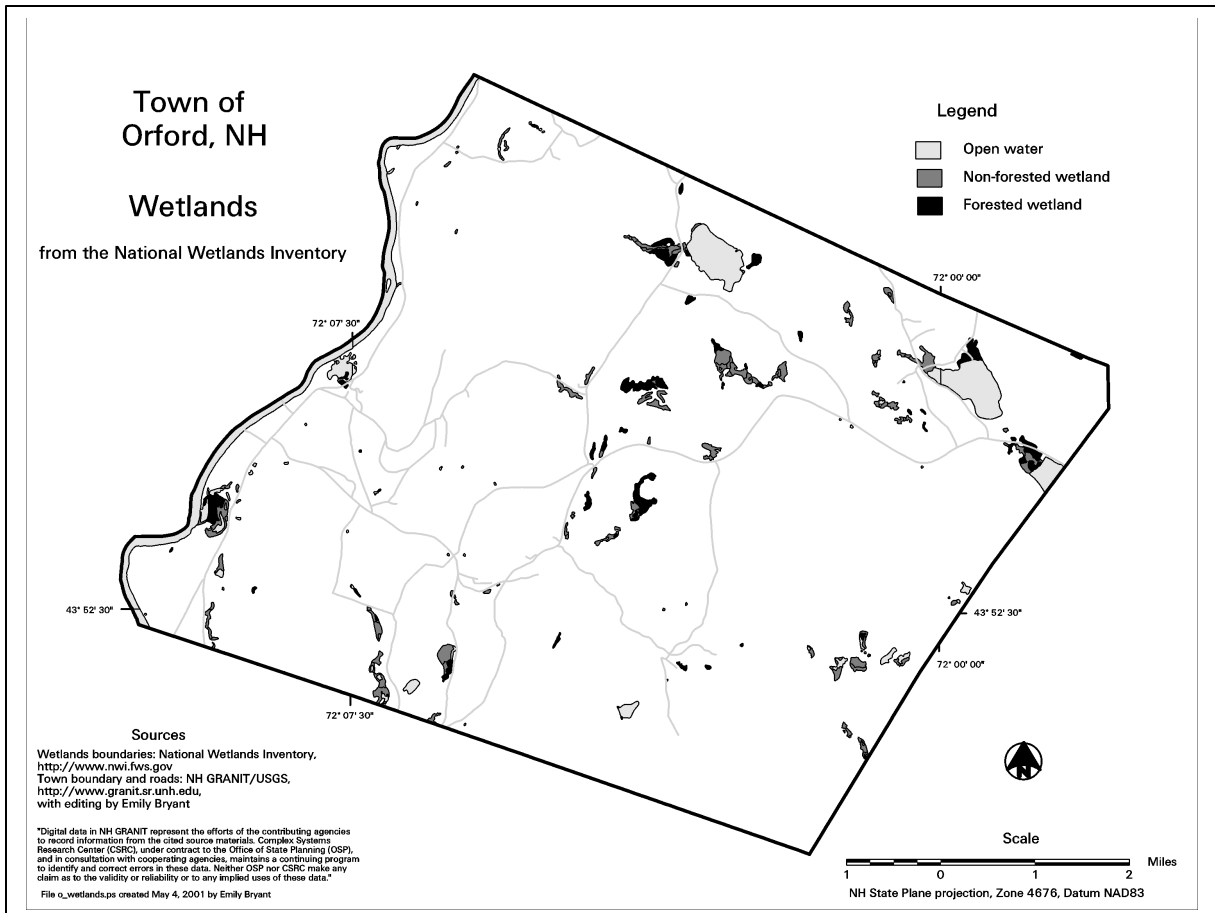 Town of
Orford, NH
Wetlands
from the National Wetlands Inventory
Legend
Open water
Non-forested wetland
Forested wetland
72° 00' 00"
72° 07' 30"
43° 52' 30"
43° 52' 30"
72° 00' 00"
72° 07' 30"
Sources
Wetlands boundaries: National Wetlands Inventory,
http://www.nwi.fws.gov
Town boundary and roads: NH GRANIT/USGS,
http://www.granit.sr.unh.edu,
with editing by Emily Bryant
"Digital data in NH GRANIT represent the efforts of the contributing agencies
to record information from the cited source materials. Complex Systems
Research Center (CSRC), under contract to the Office of State Planning (OSP),
and in consultation with cooperating agencies, maintains a continuing program
to identify and correct errors in these data. Neither OSP nor CSRC make any
claim as to the validity or reliability or to any implied uses of these data."
File o_wetlands.ps created May 4, 2001 by Emily Bryant
N
Scale
Miles
1 0 1 2
NH State Plane projection, Zone 4676, Datum NAD83